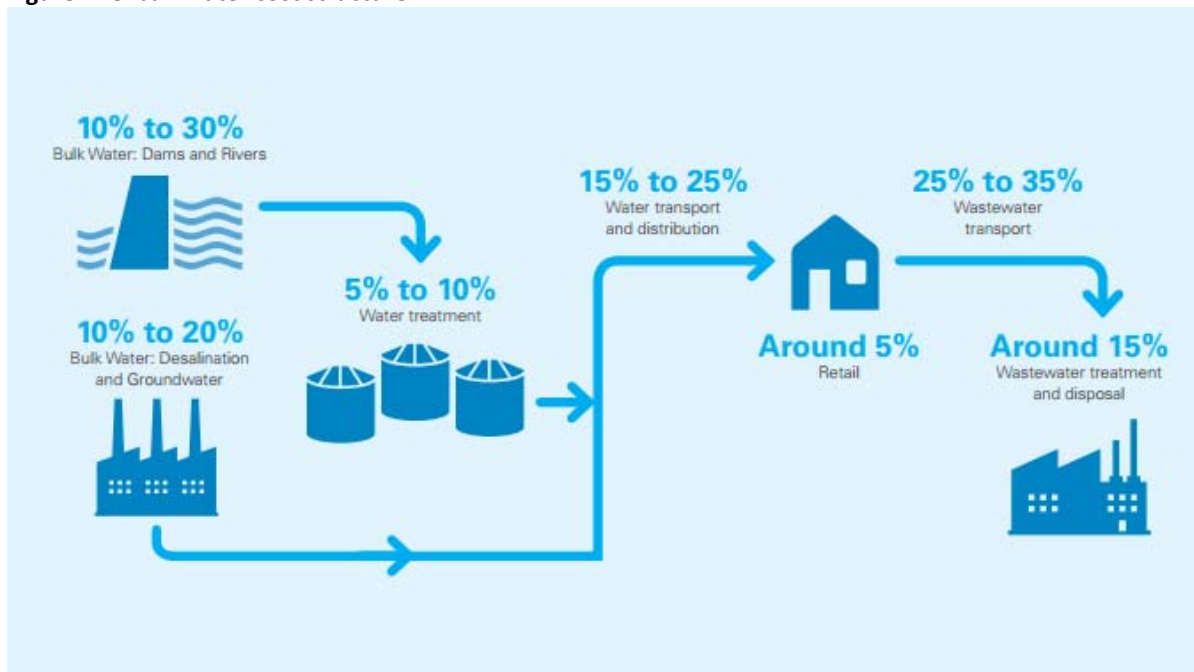 10% to 30%
Bulk Water: Dams and Rivers
10% to 20%
Bulk Water: Desalination
and Groundwater
5% to 10%
Water treatment
15% to 25%
Water transport
and distribution
Around 5%
Retail
25% to 35%
Wastewater
transport
Around 15%
Wastewater treatment
and disposal